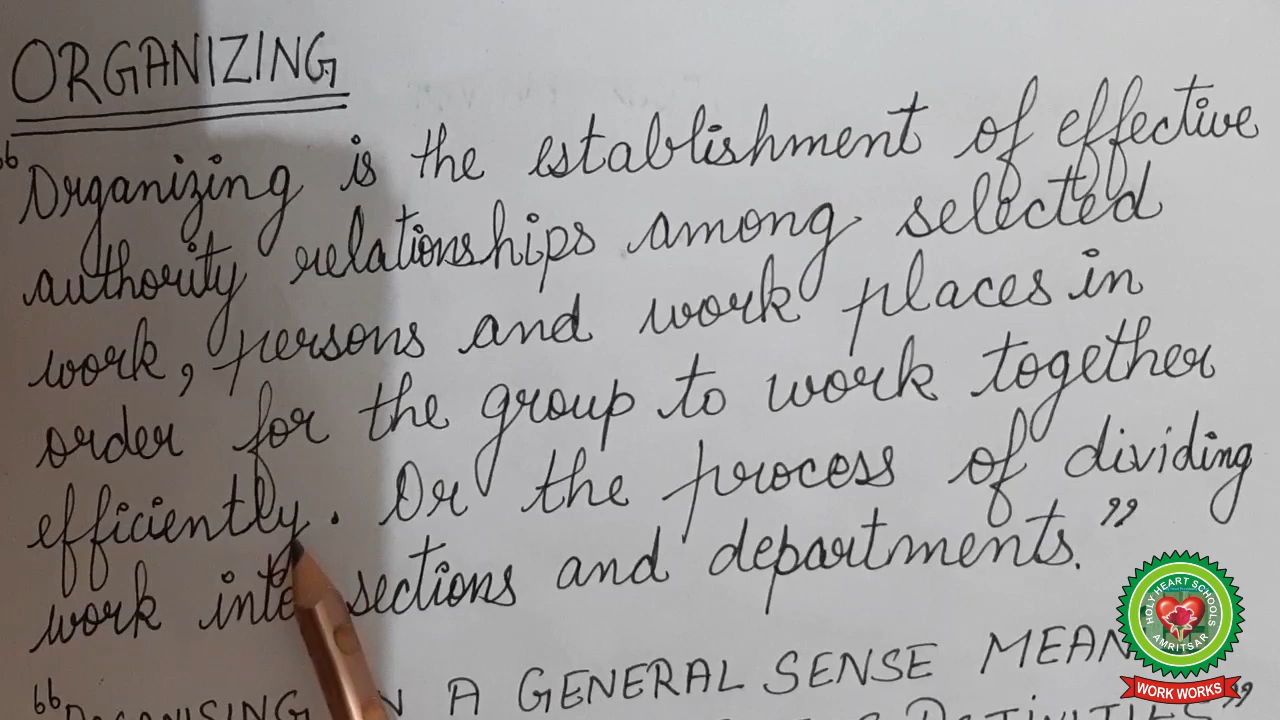 ORGANIZING
“Organizing is the establishment of effective
authority relationships among selected
work, persons and work places in
order for the group to work together
efficiently. Or the process of dividing
work into sections and departments.”
“ORGANISING IN A GENERAL SENSE MEAN
HOLY HEART SCHOOLS
AMRITSAR
WORK WORKS